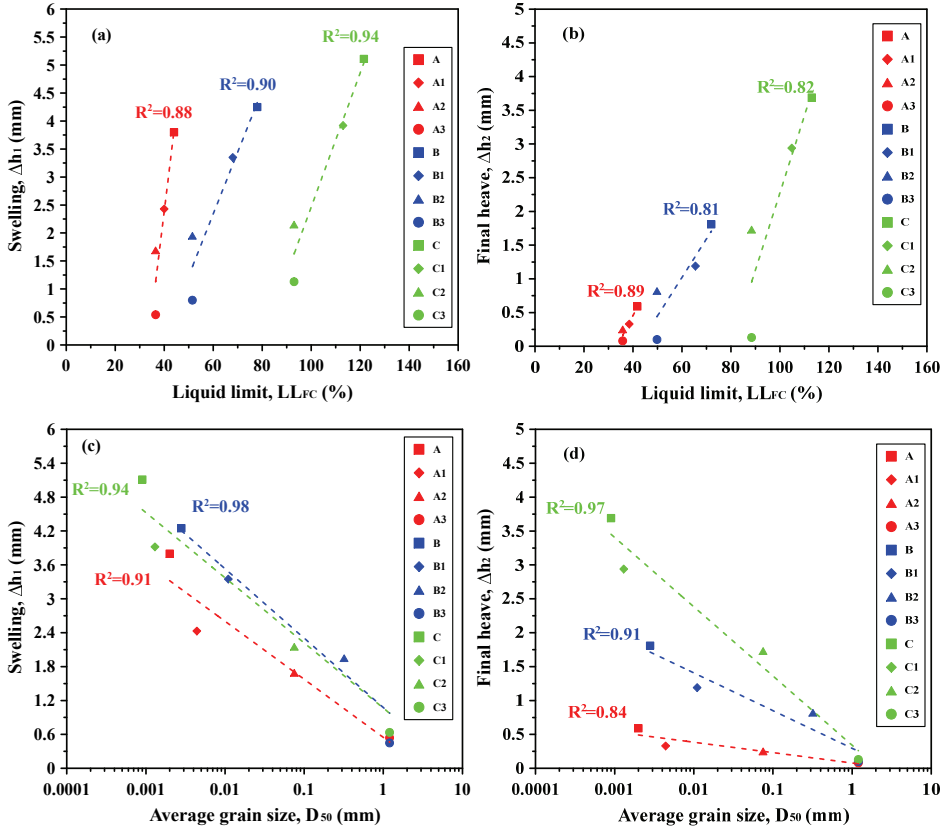 (a)
R²=0.88
R²=0.90
R²=0.94
A
A1
A2
A3
B
B1
B2
B3
C
C1
C2
C3
6
5.5
5
4.5
4
3.5
3
2.5
2
1.5
1
0.5
0
Swelling, Δh₁ (mm)
0 20 40 60 80 100 120 140 160
Liquid limit, LLFC (%)
(b)
R²=0.89
R²=0.81
R²=0.82
A
A1
A2
A3
B
B1
B2
B3
C
C1
C2
C3
5
4.5
4
3.5
3
2.5
2
1.5
1
0.5
0
Final heave, Δh₂ (mm)
0 20 40 60 80 100 120 140 160
Liquid limit, LLFC (%)
(c)
R²=0.94
R²=0.98
R²=0.91
A
A1
A2
A3
B
B1
B2
B3
C
C1
C2
C3
6
5.4
4.8
4.2
3.6
3
2.4
1.8
1.2
0.6
0
Swelling, Δh₁ (mm)
0.0001 0.001 0.01 0.1 1 10
Average grain size, D₅₀ (mm)
(d)
R²=0.97
R²=0.91
R²=0.84
A
A1
A2
A3
B
B1
B2
B3
C
C1
C2
C3
5
4.5
4
3.5
3
2.5
2
1.5
1
0.5
0
Final heave, Δh₂ (mm)
0.0001 0.001 0.01 0.1 1 10
Average grain size, D₅₀ (mm)